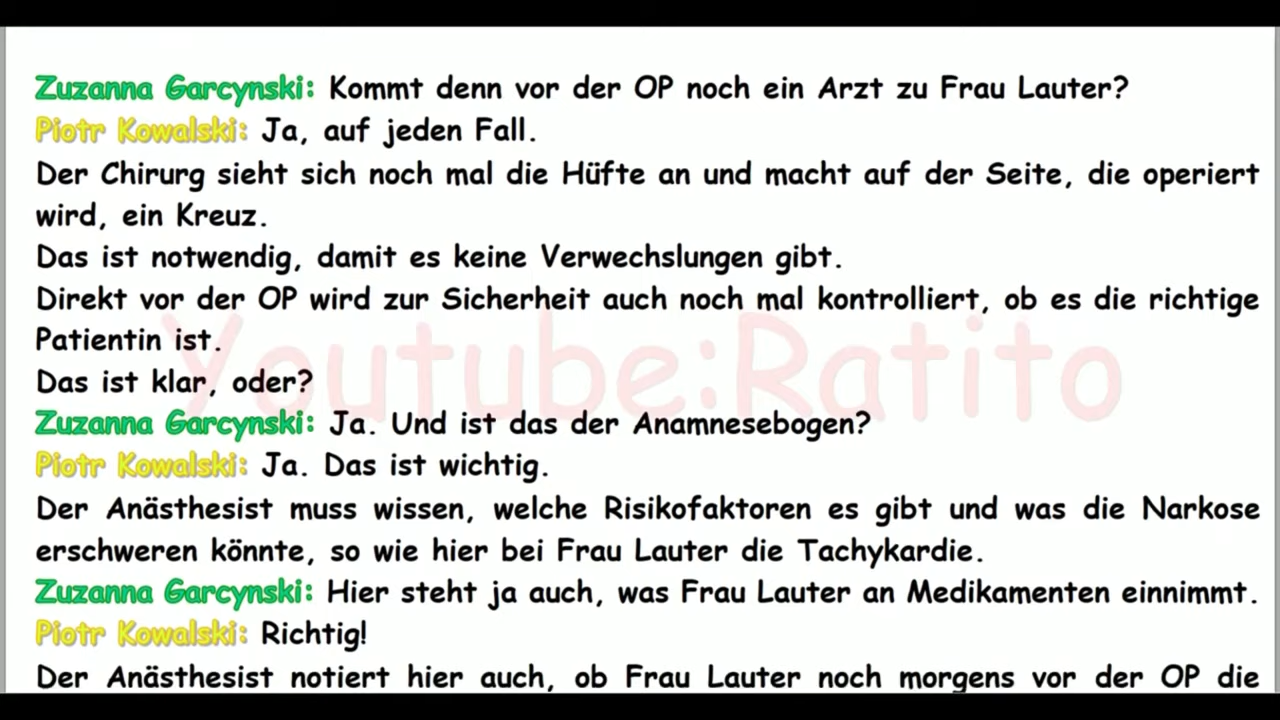 Zuzanna Garcynski: Kommt denn vor der OP noch ein Arzt zu Frau Lauter?
Piotr Kowalski: Ja, auf jeden Fall.
Der Chirurg sieht sich noch mal die Hüfte an und macht auf der Seite, die operiert
wird, ein Kreuz.
Das ist notwendig, damit es keine Verwechslungen gibt.
Direkt vor der OP wird zur Sicherheit auch noch mal kontrolliert, ob es die richtige
Patientin ist.
Youtube:Ratito
Das ist klar, oder?
Zuzanna Garcynski: Ja. Und ist das der Anamnesebogen?
Piotr Kowalski: Ja. Das ist wichtig.
Der Anästhesist muss wissen, welche Risikofaktoren es gibt und was die Narkose
erschweren könnte, so wie hier bei Frau Lauter die Tachykardie.
Zuzanna Garcynski: Hier steht ja auch, was Frau Lauter an Medikamenten einnimmt.
Piotr Kowalski: Richtig!
Der Anästhesist notiert hier auch, ob Frau Lauter noch morgens vor der OP die